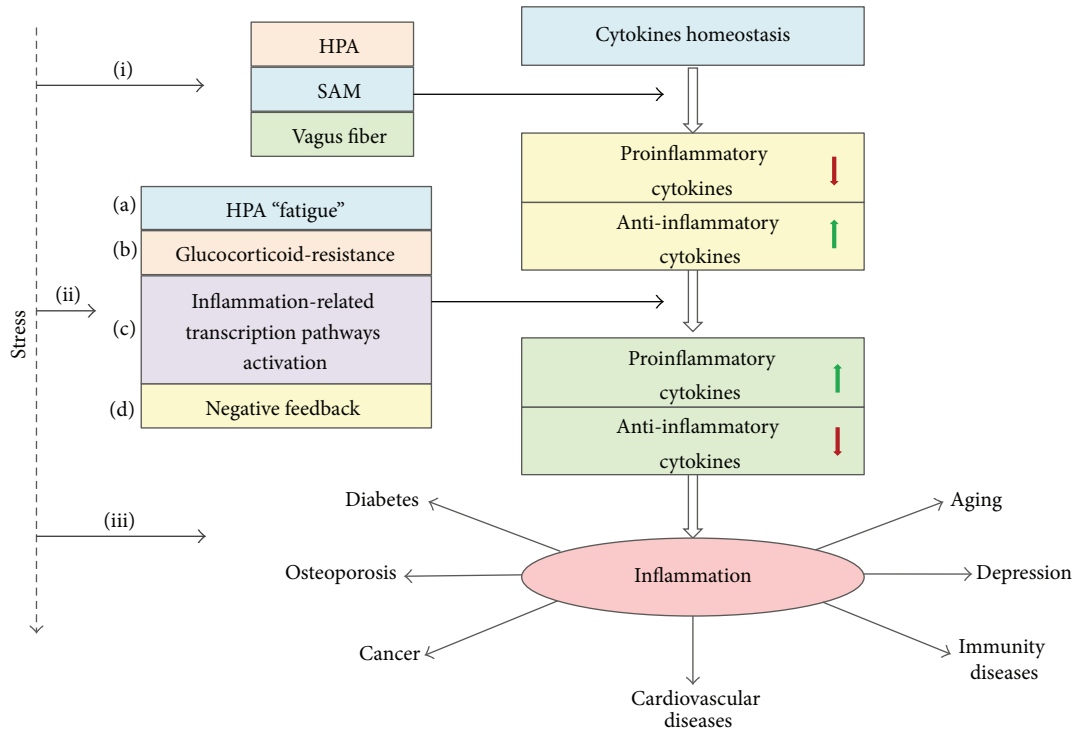 Stress
(i)
HPA
SAM
Vagus fiber
Cytokines homeostasis
Proinflammatory
cytokines
Anti-inflammatory
cytokines
(ii)
(a)
HPA “fatigue”
(b)
Glucocorticoid-resistance
(c)
Inflammation-related
transcription pathways
activation
(d)
Negative feedback
Proinflammatory
cytokines
Anti-inflammatory
cytokines
(iii)
Inflammation
Diabetes
Osteoporosis
Cancer
Cardiovascular
diseases
Immunity
diseases
Depression
Aging